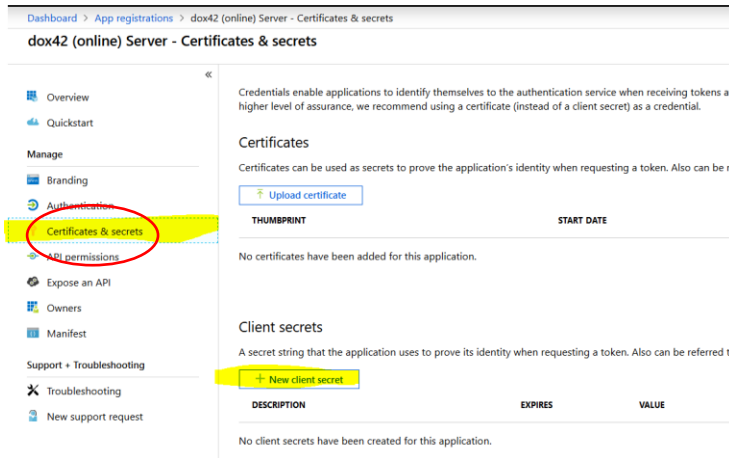 Dashboard > App registrations > dox42 (online) Server - Certificates & secrets
dox42 (online) Server - Certificates & secrets
«
Overview
Quickstart
Manage
Branding
Authentication
Certificates & secrets
API permissions
Expose an API
Owners
Manifest
Support + Troubleshooting
Troubleshooting
New support request
Credentials enable applications to identify themselves to the authentication service when receiving tokens a
higher level of assurance, we recommend using a certificate (instead of a client secret) as a credential.
Certificates
Certificates can be used as secrets to prove the application's identity when requesting a token. Also can be r
Upload certificate
THUMBPRINT START DATE
No certificates have been added for this application.
Client secrets
A secret string that the application uses to prove its identity when requesting a token. Also can be referred t
+ New client secret
DESCRIPTION EXPIRES VALUE
No client secrets have been created for this application.